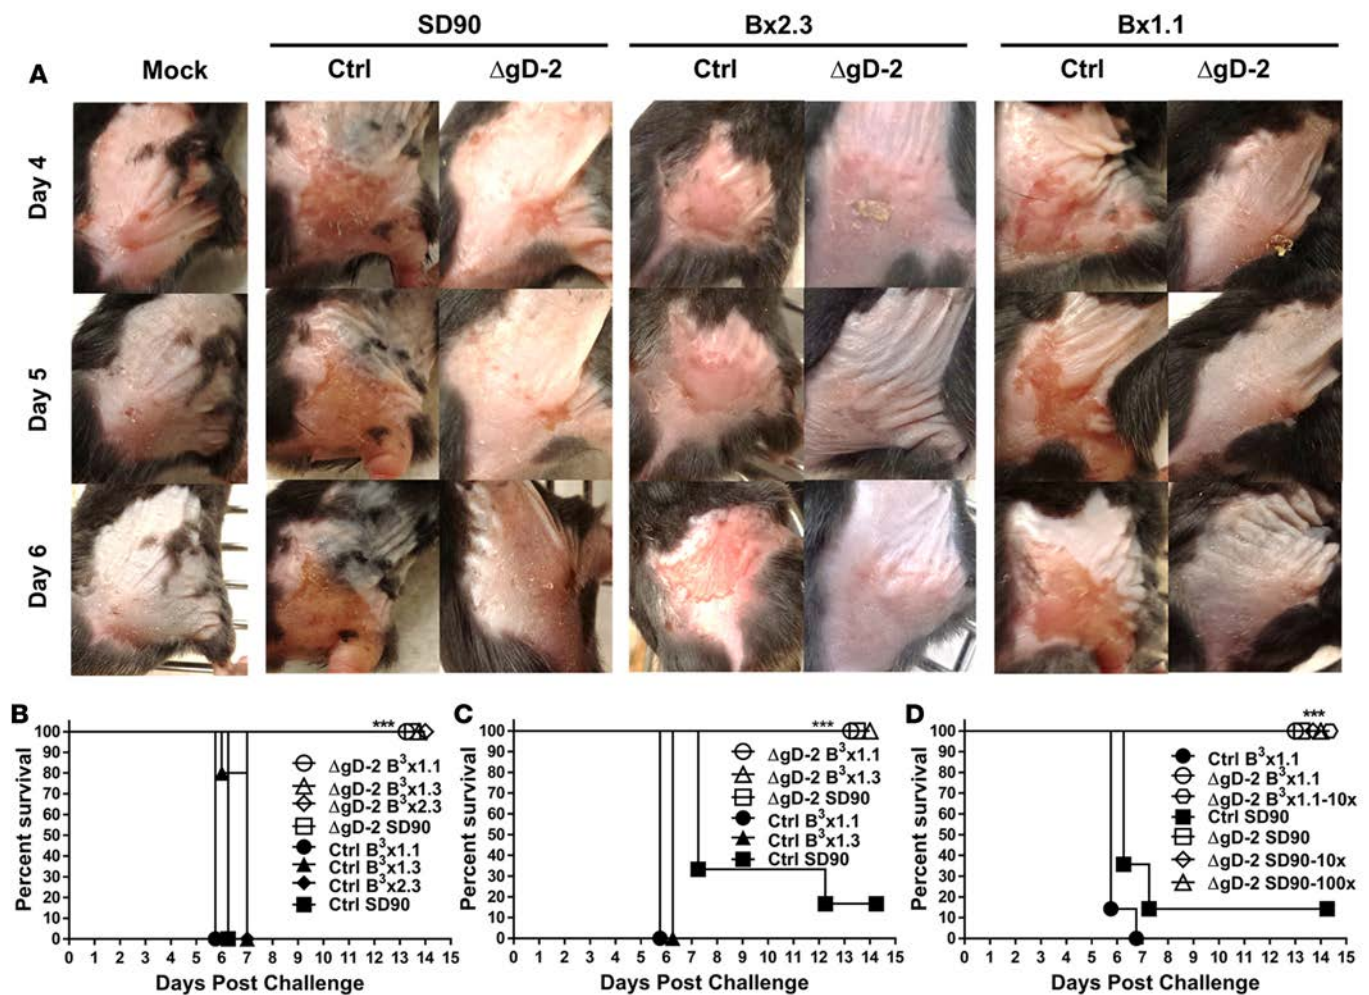 SD90 Bx2.3 Bx1.1
A Mock Ctrl ΔgD-2 Ctrl ΔgD-2 Ctrl ΔgD-2
Day 4
Day 5
Day 6
B
Percent survival
100
90
80
70
60
50
40
30
20
10
0
***
ΔgD-2 B³x1.1
ΔgD-2 B³x1.3
ΔgD-2 B³x2.3
ΔgD-2 SD90
Ctrl B³x1.1
Ctrl B³x1.3
Ctrl B³x2.3
Ctrl SD90
0 1 2 3 4 5 6 7 8 9 10 11 12 13 14 15
Days Post Challenge
C
Percent survival
100
90
80
70
60
50
40
30
20
10
0
***
ΔgD-2 B³x1.1
ΔgD-2 B³x1.3
ΔgD-2 SD90
Ctrl B³x1.1
Ctrl B³x1.3
Ctrl SD90
0 1 2 3 4 5 6 7 8 9 10 11 12 13 14 15
Days Post Challenge
D
Percent survival
100
90
80
70
60
50
40
30
20
10
0
***
Ctrl B³x1.1
ΔgD-2 B³x1.1
ΔgD-2 B³x1.1-10x
Ctrl SD90
ΔgD-2 SD90
ΔgD-2 SD90-10x
ΔgD-2 SD90-100x
0 1 2 3 4 5 6 7 8 9 10 11 12 13 14 15
Days Post Challenge